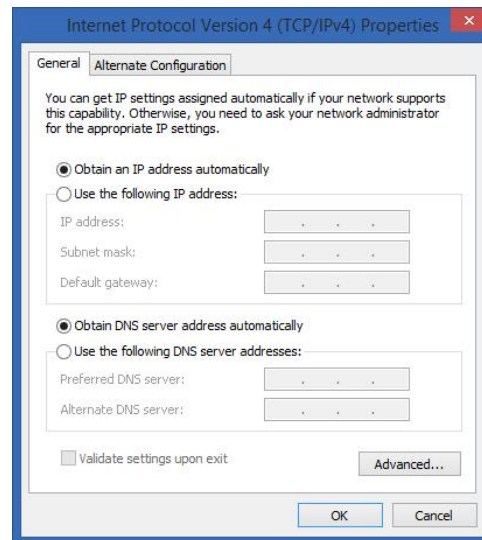 Internet Protocol Version 4 (TCP/IPv4) Properties
General
Alternate Configuration
You can get IP settings assigned automatically if your network supports
this capability. Otherwise, you need to ask your network administrator
for the appropriate IP settings.
Obtain an IP address automatically
Use the following IP address:
IP address:
Subnet mask:
Default gateway:
Obtain DNS server address automatically
Use the following DNS server addresses:
Preferred DNS server:
Alternate DNS server:
Validate settings upon exit
Advanced...
OK
Cancel